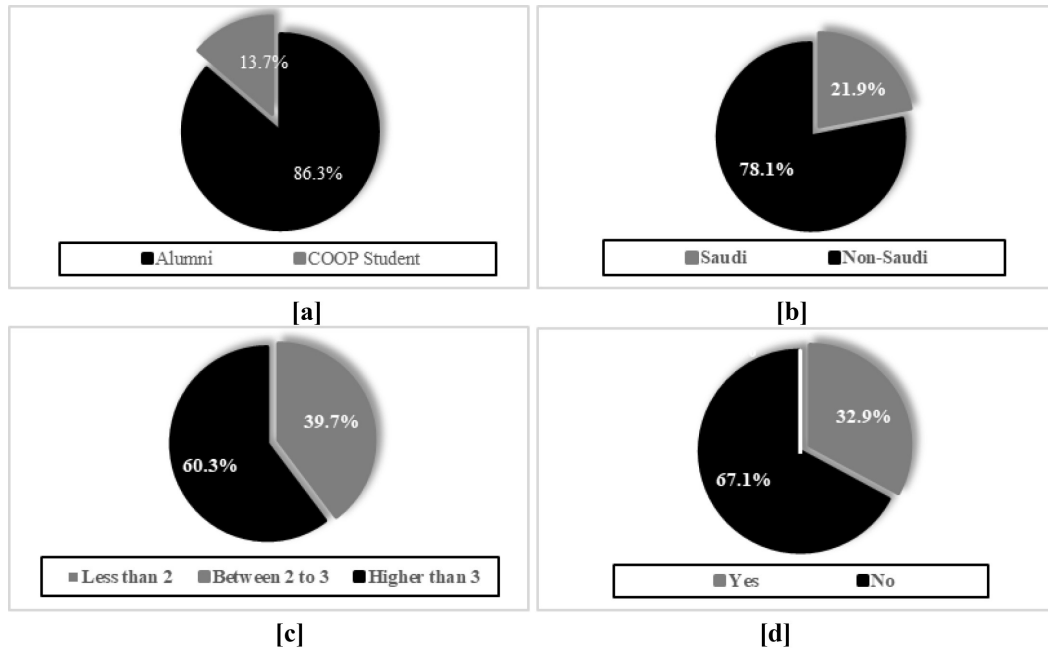 13.7%
86.3%
Alumni COOP Student
[a]
21.9%
78.1%
Saudi Non-Saudi
[b]
39.7%
60.3%
Less than 2 Between 2 to 3 Higher than 3
[c]
32.9%
67.1%
Yes No
[d]